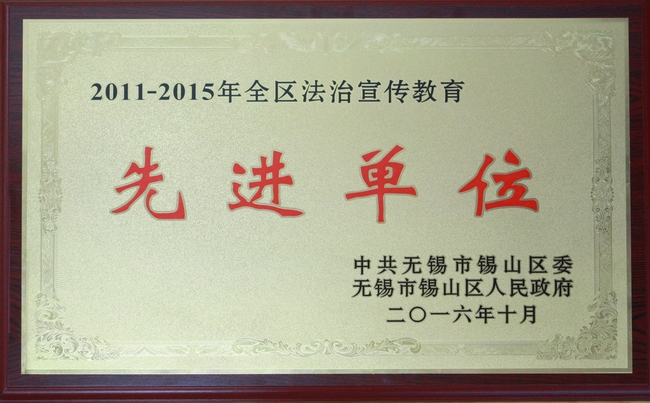 2011-2015年全区法治宣传教育
先进单位
中共无锡市锡山区委
无锡市锡山区人民政府
二〇一六年十月